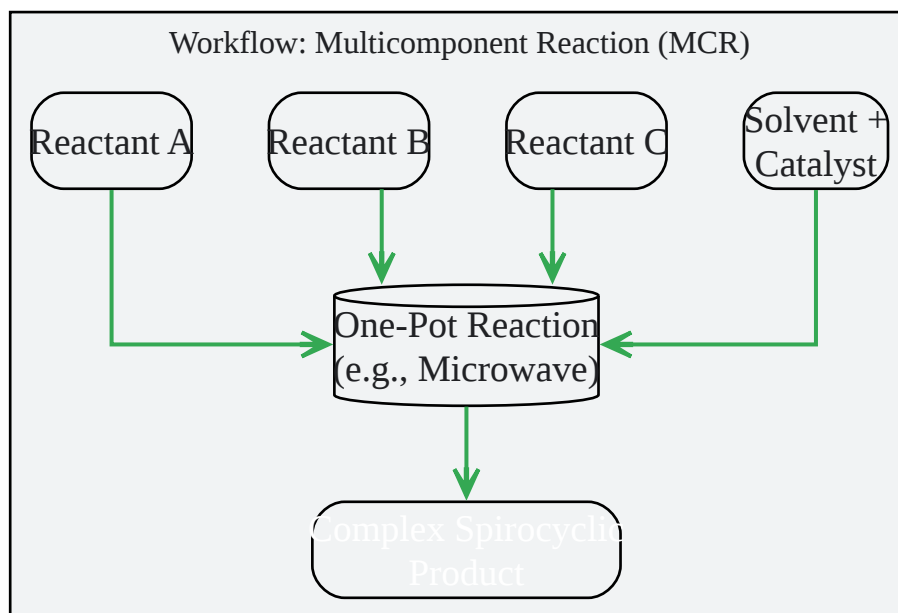 Workflow: Multicomponent Reaction (MCR)
Reactant A
Reactant B
Reactant C
Solvent +
Catalyst
One-Pot Reaction
(e.g., Microwave)
Complex Spirocyclic
Product